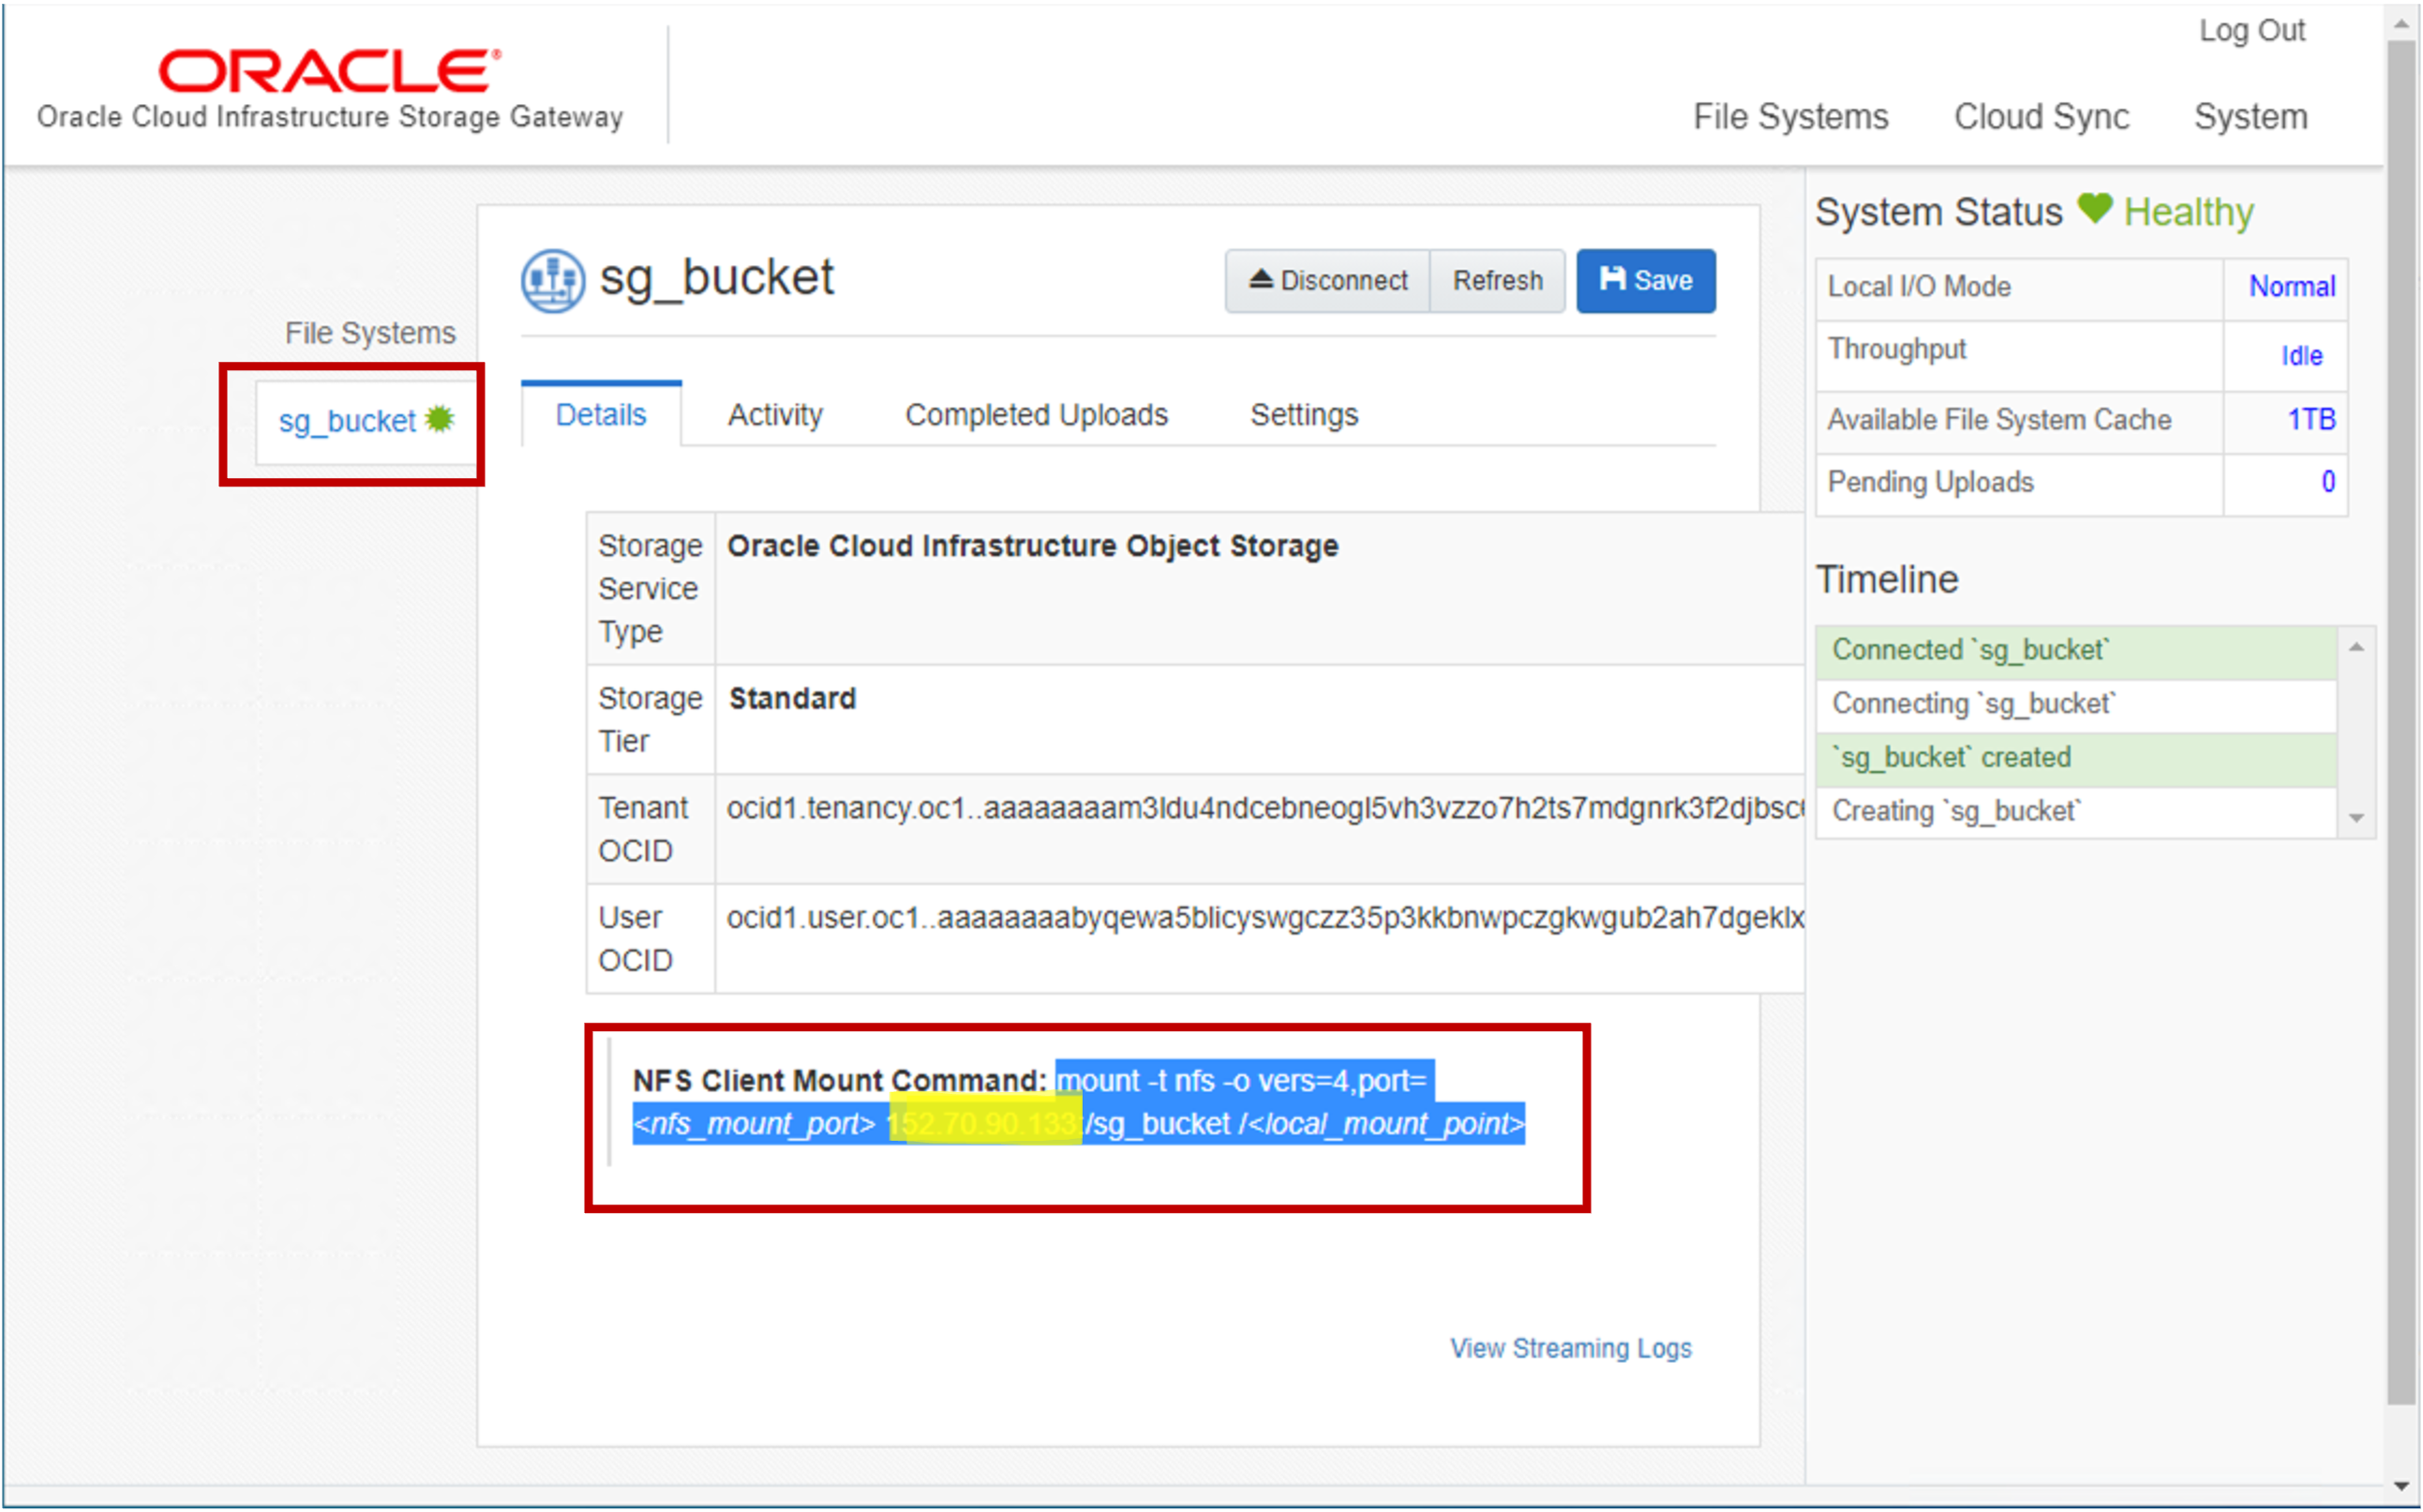 Log Out
ORACLE®
Oracle Cloud Infrastructure Storage Gateway
File Systems Cloud Sync System
File Systems
sg_bucket
sg_bucket
Disconnect Refresh Save
Details Activity Completed Uploads Settings
Storage Service Type Oracle Cloud Infrastructure Object Storage
Storage Tier Standard
Tenant OCID ocid1.tenancy.oc1..aaaaaaaam3ldu4ndcebneogl5vh3vzzo7h2ts7mdgnrk3f2djbsc
User OCID ocid1.user.oc1..aaaaaaaabyqewa5blicyswgczz35p3kkbnwpczgkwgub2ah7dgeklx
NFS Client Mount Command: mount -t nfs -o vers=4,port=
<nfs_mount_port> 152.70.90.133:/sg_bucket /<local_mount_point>
View Streaming Logs
System Status Healthy
Local I/O Mode Normal
Throughput Idle
Available File System Cache 1TB
Pending Uploads 0
Timeline
Connected `sg_bucket`
Connecting `sg_bucket`
`sg_bucket` created
Creating `sg_bucket`